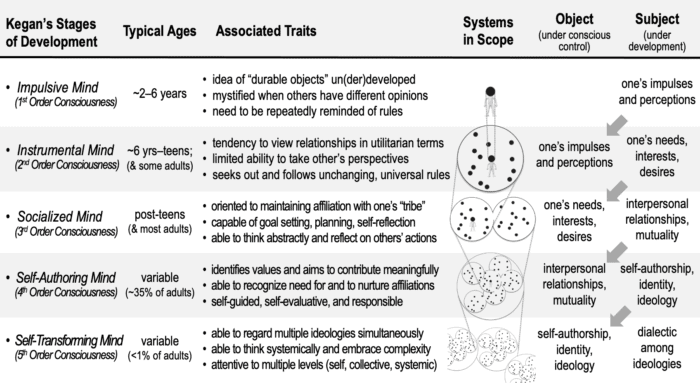 Kegan's Stages of Development
Typical Ages
Associated Traits
Systems in Scope
Object (under conscious control)
Subject (under development)
• Impulsive Mind
(1st Order Consciousness)
~2–6 years
• idea of "durable objects" un(der)developed
• mystified when others have different opinions
• need to be repeatedly reminded of rules
one's impulses
and perceptions
• Instrumental Mind
(2nd Order Consciousness)
~6 yrs–teens;
(& some adults)
• tendency to view relationships in utilitarian terms
• limited ability to take other's perspectives
• seeks out and follows unchanging, universal rules
one's impulses
and perceptions
one's needs,
interests,
desires
• Socialized Mind
(3rd Order Consciousness)
post-teens
(& most adults)
• oriented to maintaining affiliation with one's "tribe"
• capable of goal setting, planning, self-reflection
• able to think abstractly and reflect on others' actions
one's needs,
interests,
desires
interpersonal
relationships,
mutuality
• Self-Authoring Mind
(4th Order Consciousness)
variable
(~35% of adults)
• identifies values and aims to contribute meaningfully
• able to recognize need for and to nurture affiliations
• self-guided, self-evaluative, and responsible
interpersonal
relationships,
mutuality
self-authorship,
identity,
ideology
• Self-Transforming Mind
(5th Order Consciousness)
variable
(<1% of adults)
• able to regard multiple ideologies simultaneously
• able to think systemically and embrace complexity
• attentive to multiple levels (self, collective, systemic)
self-authorship,
identity,
ideology
dialectic
among
ideologies